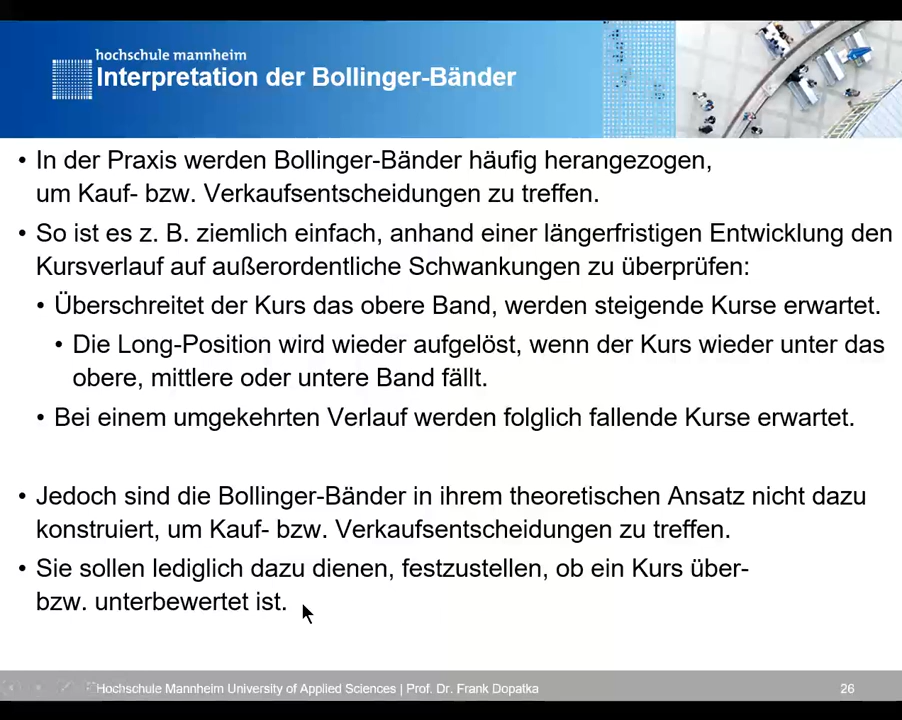 hochschule mannheim
Interpretation der Bollinger-Bänder
• In der Praxis werden Bollinger-Bänder häufig herangezogen,
um Kauf- bzw. Verkaufsentscheidungen zu treffen.
• So ist es z. B. ziemlich einfach, anhand einer längerfristigen Entwicklung den
Kursverlauf auf außerordentliche Schwankungen zu überprüfen:
• Überschreitet der Kurs das obere Band, werden steigende Kurse erwartet.
• Die Long-Position wird wieder aufgelöst, wenn der Kurs wieder unter das
obere, mittlere oder untere Band fällt.
• Bei einem umgekehrten Verlauf werden folglich fallende Kurse erwartet.
• Jedoch sind die Bollinger-Bänder in ihrem theoretischen Ansatz nicht dazu
konstruiert, um Kauf- bzw. Verkaufsentscheidungen zu treffen.
• Sie sollen lediglich dazu dienen, festzustellen, ob ein Kurs über-
bzw. unterbewertet ist.
Hochschule Mannheim University of Applied Sciences | Prof. Dr. Frank Dopatka
26